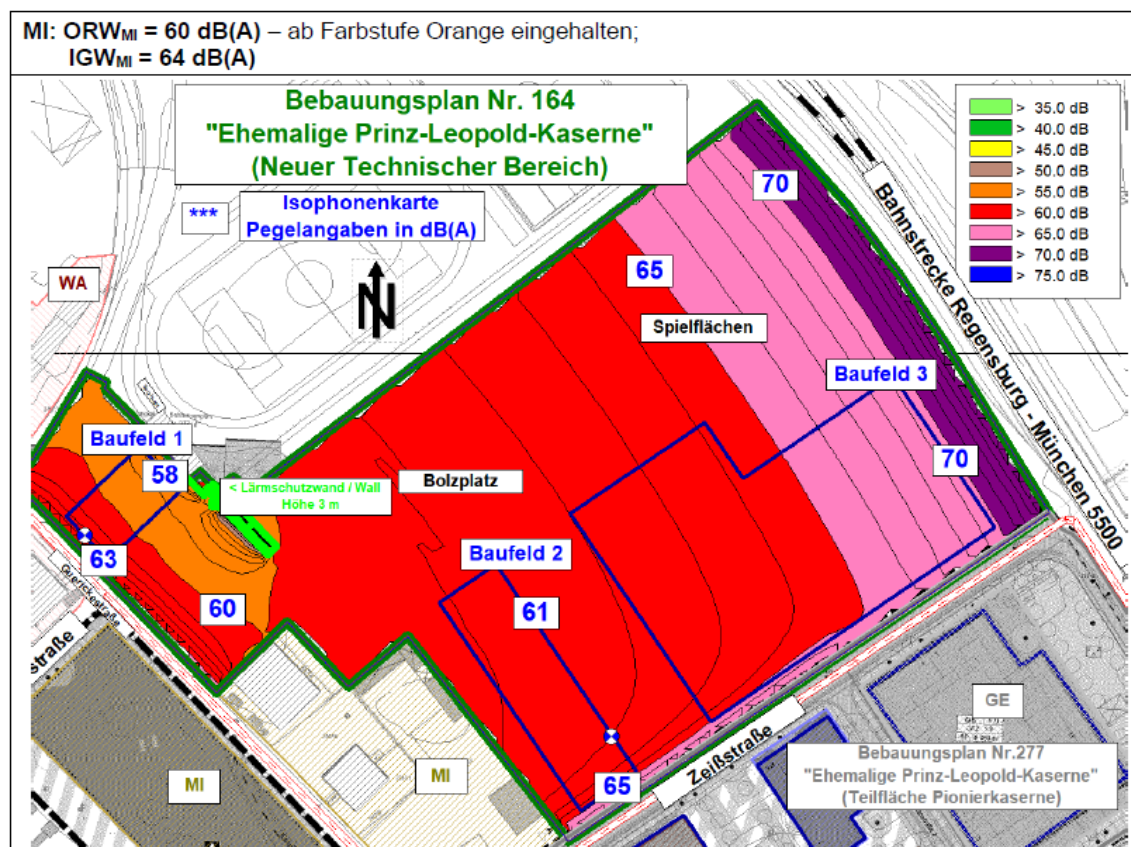 MI: ORWMI = 60 dB(A) – ab Farbstufe Orange eingehalten;
IGWMI = 64 dB(A)
Bebauungsplan Nr. 164
"Ehemalige Prinz-Leopold-Kaserne"
(Neuer Technischer Bereich)
***
Isophonenkarte
Pegelangaben in dB(A)
> 35.0 dB
> 40.0 dB
> 45.0 dB
> 50.0 dB
> 55.0 dB
> 60.0 dB
> 65.0 dB
> 70.0 dB
> 75.0 dB
70
Bahnstrecke Regensburg - München 5500
WA
N
65
Spielflächen
Baufeld 3
Baufeld 1
58
< Lärmschutzwand / Wall
Höhe 3 m
Bolzplatz
70
63
Baufeld 2
Guerickestraße
60
61
straße
GE
Zeißstraße
Bebauungsplan Nr.277
"Ehemalige Prinz-Leopold-Kaserne"
(Teilfläche Pionierkaserne)
MI
MI
65